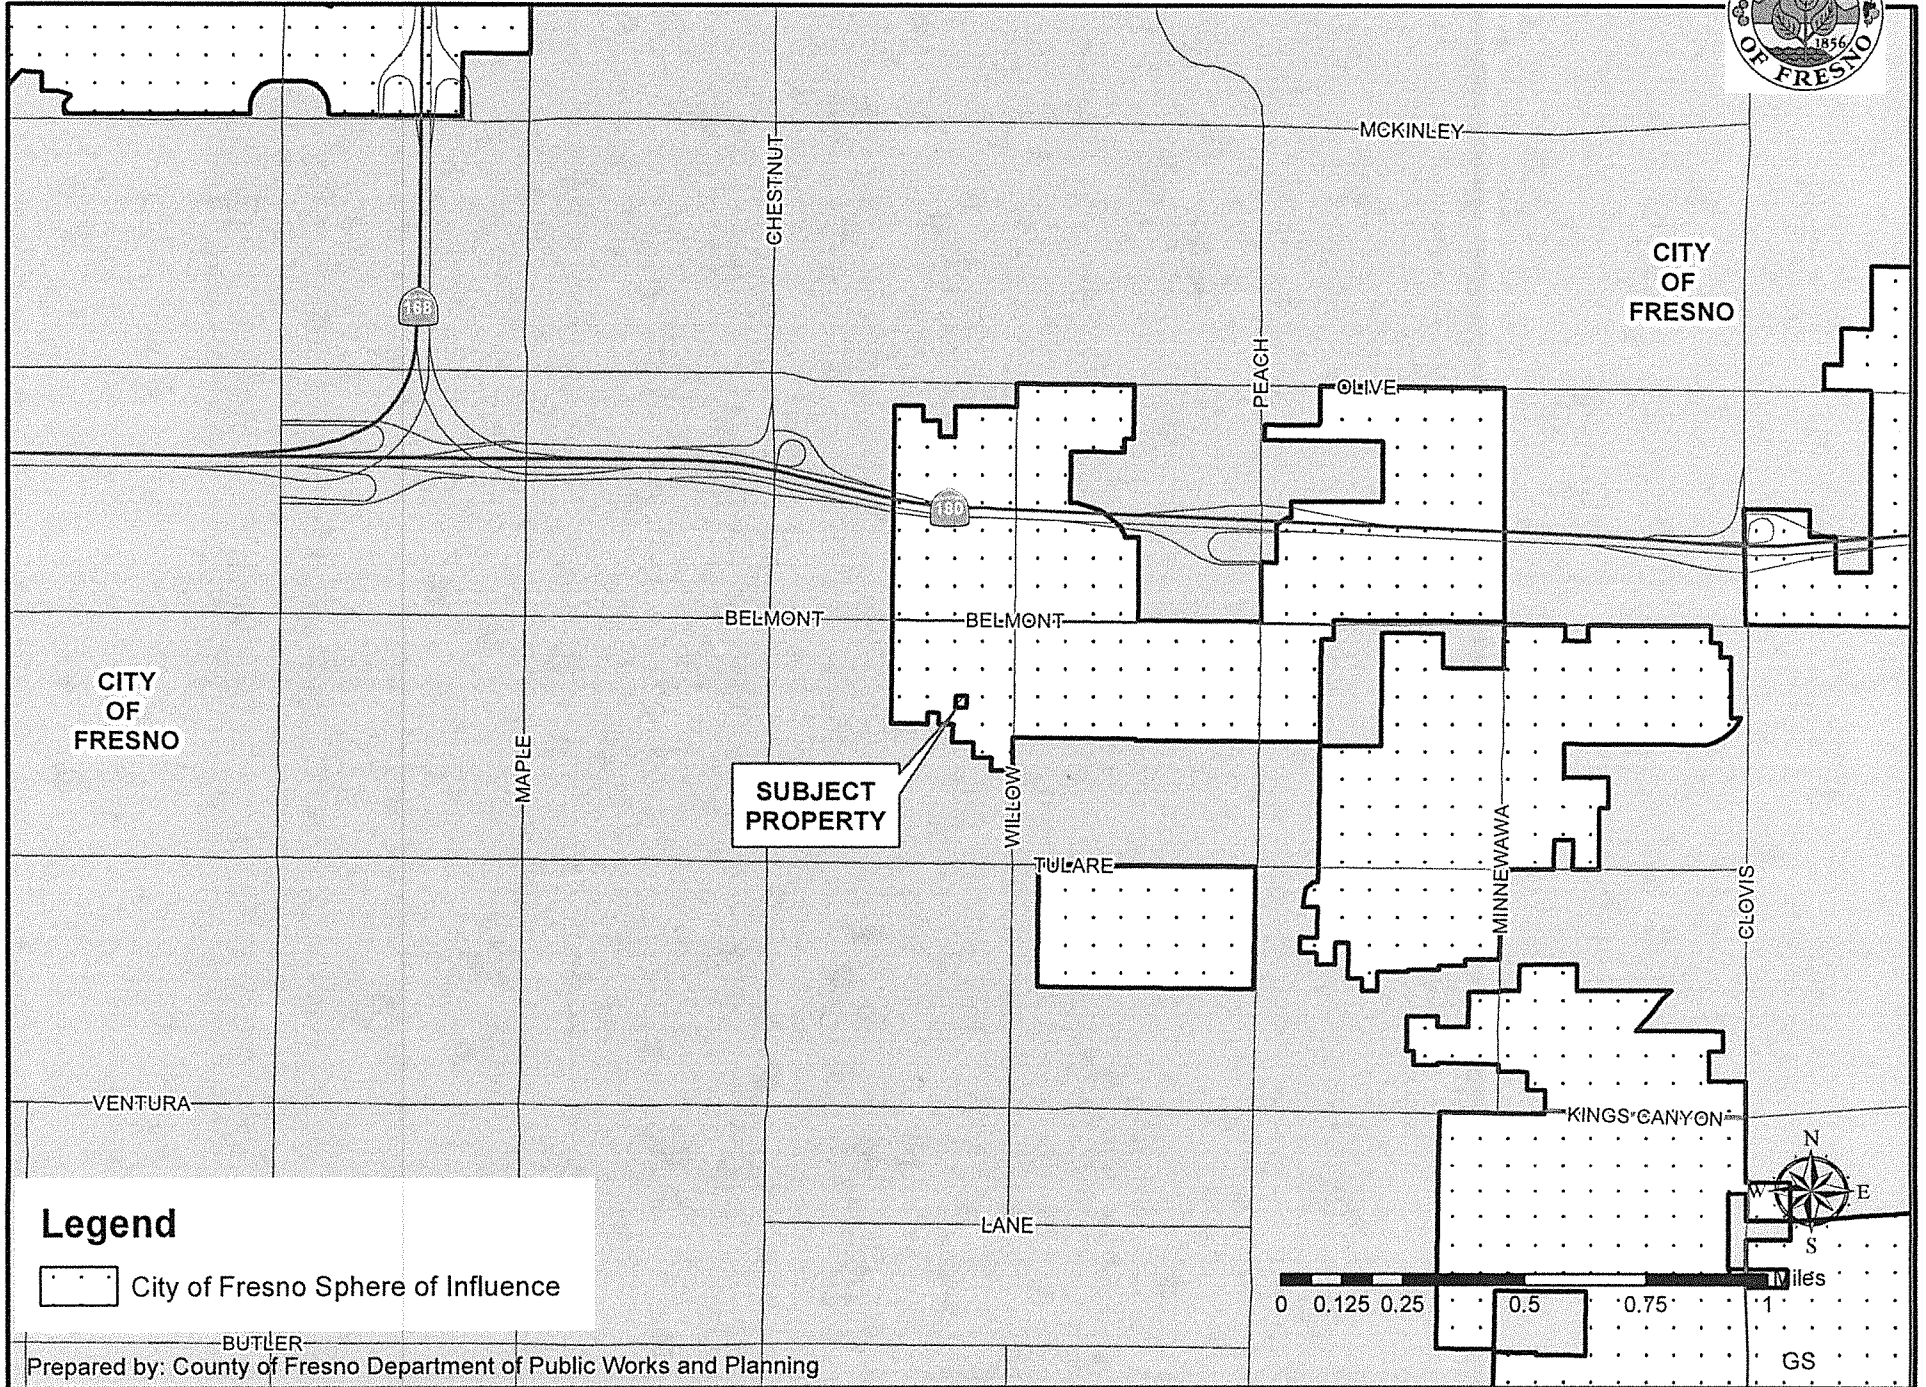 1856
OF FRESNO
MCKINLEY
CHESTNUT
CITY
OF
FRESNO
168
PEACH
OLIVE
180
BELMONT
BELMONT
CITY
OF
FRESNO
MAPLE
SUBJECT
PROPERTY
WILLOW
MINNEWAWA
TULARE
CLOVIS
VENTURA
KINGS CANYON
N
W
E
S
Legend
City of Fresno Sphere of Influence
LANE
Miles
0 0.125 0.25 0.5 0.75 1
BUTLER
Prepared by: County of Fresno Department of Public Works and Planning
GS